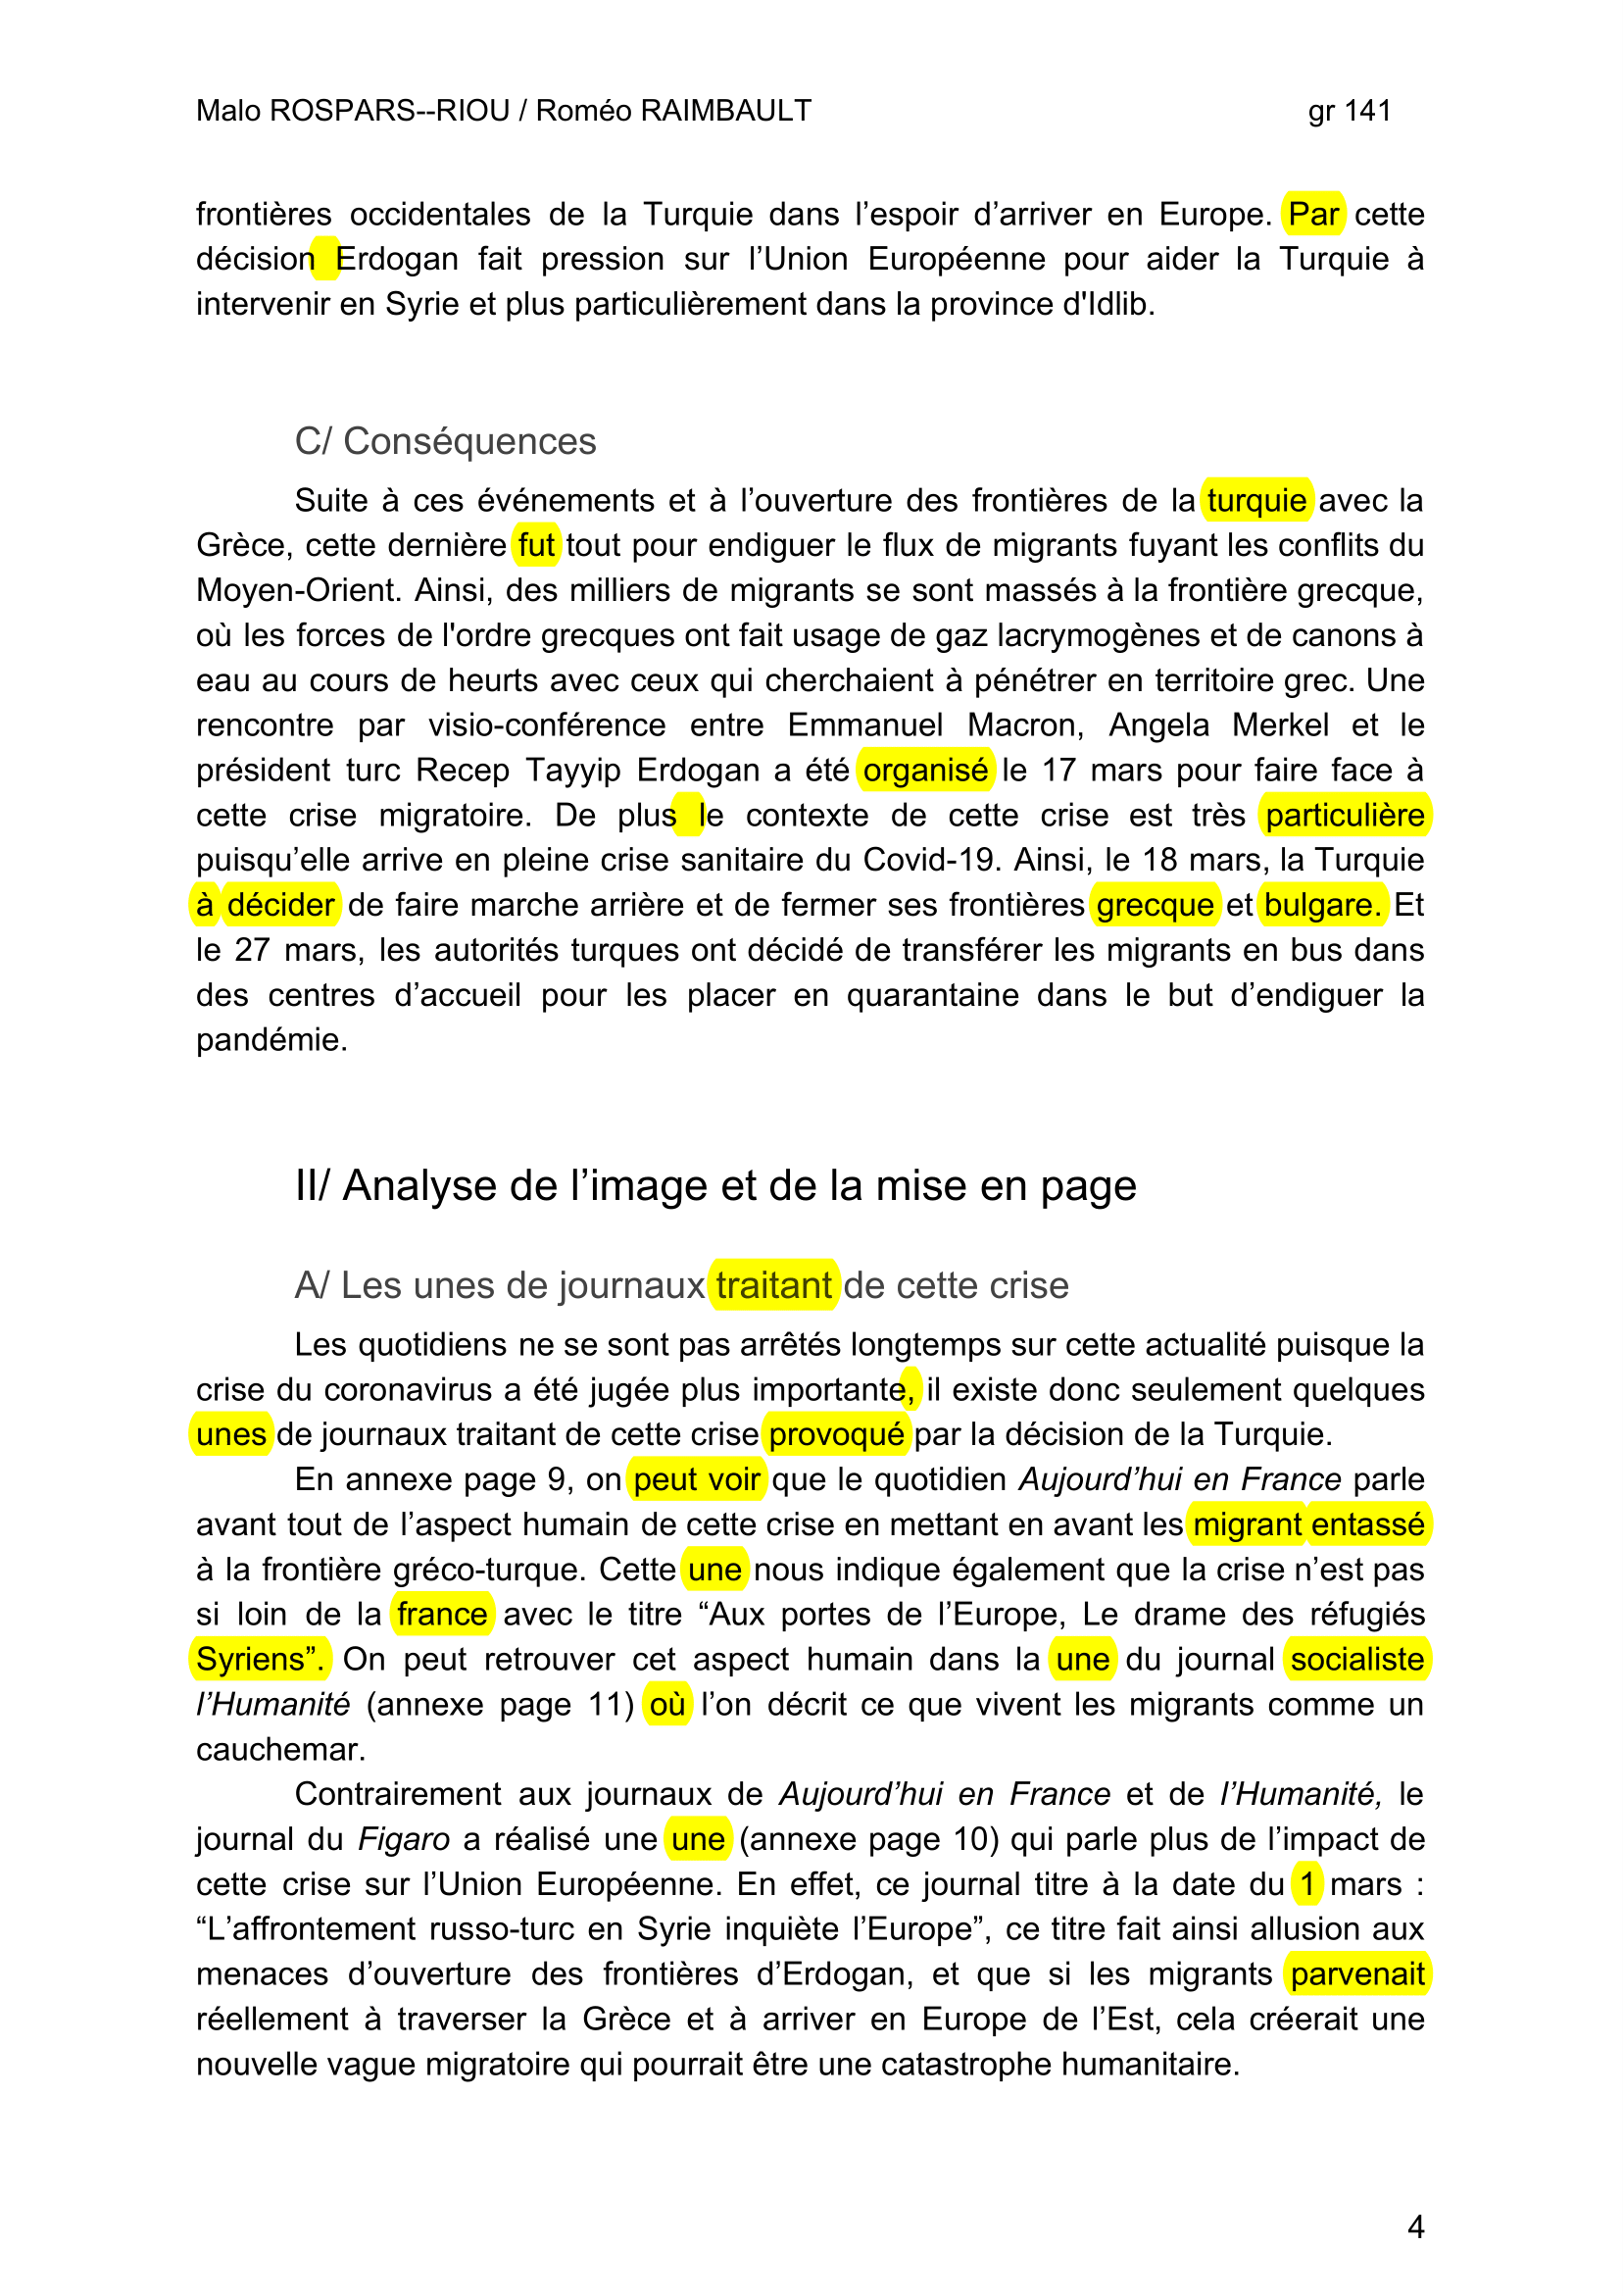 Malo ROSPARS--RIOU / Roméo RAIMBAULT gr 141
frontières occidentales de la Turquie dans l’espoir d’arriver en Europe. Par cette
décision Erdogan fait pression sur l’Union Européenne pour aider la Turquie à
intervenir en Syrie et plus particulièrement dans la province d'Idlib.
C/ Conséquences
Suite à ces événements et à l’ouverture des frontières de la turquie avec la
Grèce, cette dernière fut tout pour endiguer le flux de migrants fuyant les conflits du
Moyen-Orient. Ainsi, des milliers de migrants se sont massés à la frontière grecque,
où les forces de l'ordre grecques ont fait usage de gaz lacrymogènes et de canons à
eau au cours de heurts avec ceux qui cherchaient à pénétrer en territoire grec. Une
rencontre par visio-conférence entre Emmanuel Macron, Angela Merkel et le
président turc Recep Tayyip Erdogan a été organisé le 17 mars pour faire face à
cette crise migratoire. De plus le contexte de cette crise est très particulière
puisqu’elle arrive en pleine crise sanitaire du Covid-19. Ainsi, le 18 mars, la Turquie
à décider de faire marche arrière et de fermer ses frontières grecque et bulgare. Et
le 27 mars, les autorités turques ont décidé de transférer les migrants en bus dans
des centres d’accueil pour les placer en quarantaine dans le but d’endiguer la
pandémie.
II/ Analyse de l’image et de la mise en page
A/ Les unes de journaux traitant de cette crise
Les quotidiens ne se sont pas arrêtés longtemps sur cette actualité puisque la
crise du coronavirus a été jugée plus importante, il existe donc seulement quelques
unes de journaux traitant de cette crise provoqué par la décision de la Turquie.
En annexe page 9, on peut voir que le quotidien Aujourd’hui en France parle
avant tout de l’aspect humain de cette crise en mettant en avant les migrant entassé
à la frontière gréco-turque. Cette une nous indique également que la crise n’est pas
si loin de la france avec le titre “Aux portes de l’Europe, Le drame des réfugiés
Syriens”. On peut retrouver cet aspect humain dans la une du journal socialiste
l’Humanité (annexe page 11) où l’on décrit ce que vivent les migrants comme un
cauchemar.
Contrairement aux journaux de Aujourd’hui en France et de l’Humanité, le
journal du Figaro a réalisé une une (annexe page 10) qui parle plus de l’impact de
cette crise sur l’Union Européenne. En effet, ce journal titre à la date du 1 mars :
“L’affrontement russo-turc en Syrie inquiète l’Europe”, ce titre fait ainsi allusion aux
menaces d’ouverture des frontières d’Erdogan, et que si les migrants parvenait
réellement à traverser la Grèce et à arriver en Europe de l’Est, cela créerait une
nouvelle vague migratoire qui pourrait être une catastrophe humanitaire.
4